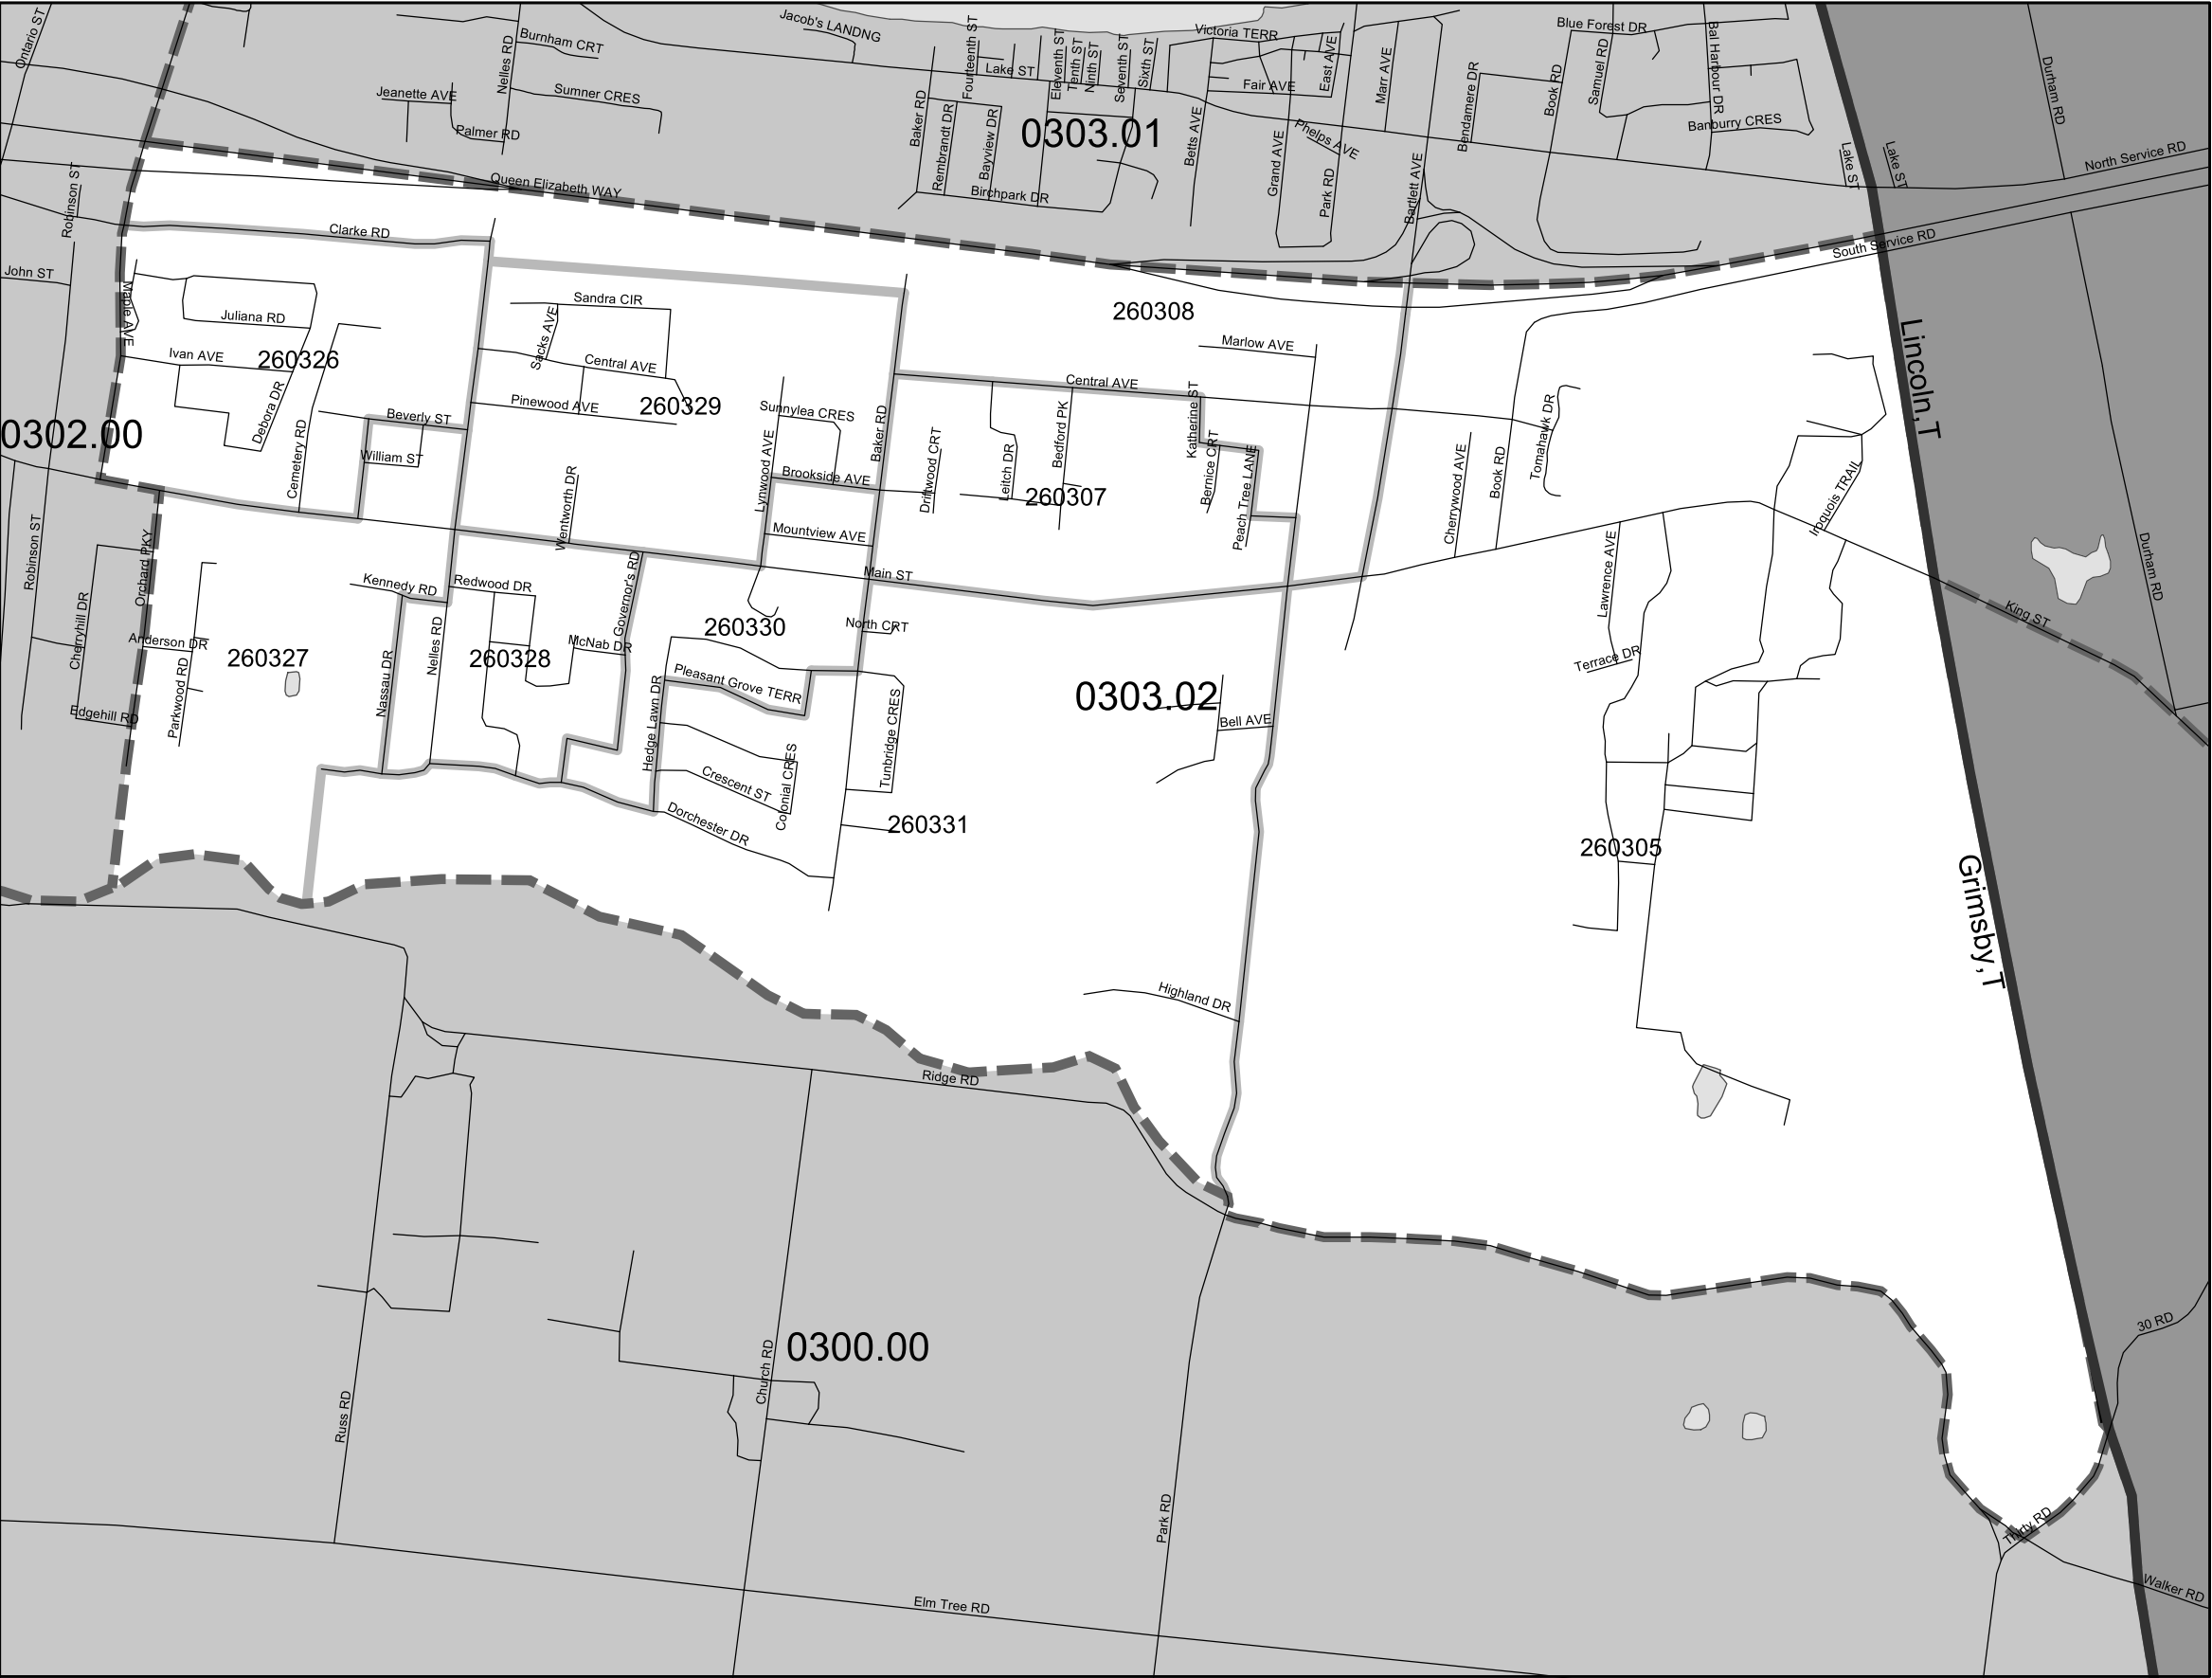 Ontario ST
Nelles RD
Burnham CRT
Jacob's LANDNG
Fourteenth ST
Lake ST
Eleventh ST
Tenth ST
Ninth ST
Seventh ST
Sixth ST
Victoria TERR
Fair AVE
East AVE
Marr AVE
Blue Forest DR
Samuel RD
Bal Harbour DR
Book RD
Bendamere DR
Banburry CRES
Durham RD
Jeanette AVE
Sumner CRES
Palmer RD
Baker RD
Rembrandt DR
Bayview DR
0303.01
Betts AVE
Phelps AVE
Grand AVE
Park RD
Bartlett AVE
Lake ST
Lake ST
North Service RD
Queen Elizabeth WAY
Birchpark DR
Robinson ST
Clarke RD
South Service RD
John ST
Maple AVE
Juliana RD
Sandra CIR
Sacks AVE
260308
Marlow AVE
Lincoln,T
Ivan AVE
260326
Central AVE
Central AVE
Debora DR
Pinewood AVE
260329
Sunnylea CRES
Baker RD
Katherine ST
Tomahawk DR
0302.00
Cemetery RD
Beverly ST
William ST
Lynwood AVE
Brookside AVE
Driftwood CRT
Leitch DR
Bedford PK
260307
Bernice CRT
Peach Tree LANE
Cherrywood AVE
Book RD
Iroquois TRAIL
Wentworth DR
Mountview AVE
Robinson ST
Orchard PKY
Main ST
Lawrence AVE
Durham RD
Kennedy RD
Redwood DR
Governor's RD
King ST
Cherryhill DR
Anderson DR
260327
Nelles RD
260328
McNab DR
260330
North CRT
Terrace DR
Parkwood RD
Nassau DR
Pleasant Grove TERR
0303.02
Edgehill RD
Hedge Lawn DR
Tunbridge CRES
Bell AVE
Crescent ST
Colonial CRES
Dorchester DR
260331
260305
Grimsby,T
Highland DR
Ridge RD
30 RD
0300.00
Church RD
Russ RD
Park RD
Thirty RD
Walker RD
Elm Tree RD